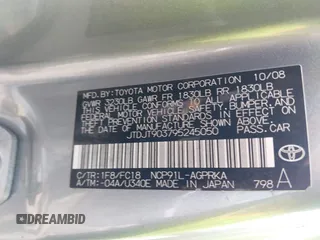 MFD. BY: TOYOTA MOTOR CORPORATION 10/08
GVWR 3230LB GAWR FR 1830LB RR 1830LB
THIS VEHICLE CONFORMS TO ALL APPLICABLE
FEDERAL MOTOR VEHICLE SAFETY, BUMPER, AND
THEFT PREVENTION STANDARDS IN EFFECT ON
THE DATE OF MANUFACTURE SHOWN ABOVE.
JTDJT903795245050
PASS. CAR
C/TR: 1F8/FC18 NCP91L-AGPRKA
A/TM: -04A/U340E MADE IN JAPAN 798 A
TOYOTA
DREAMBID